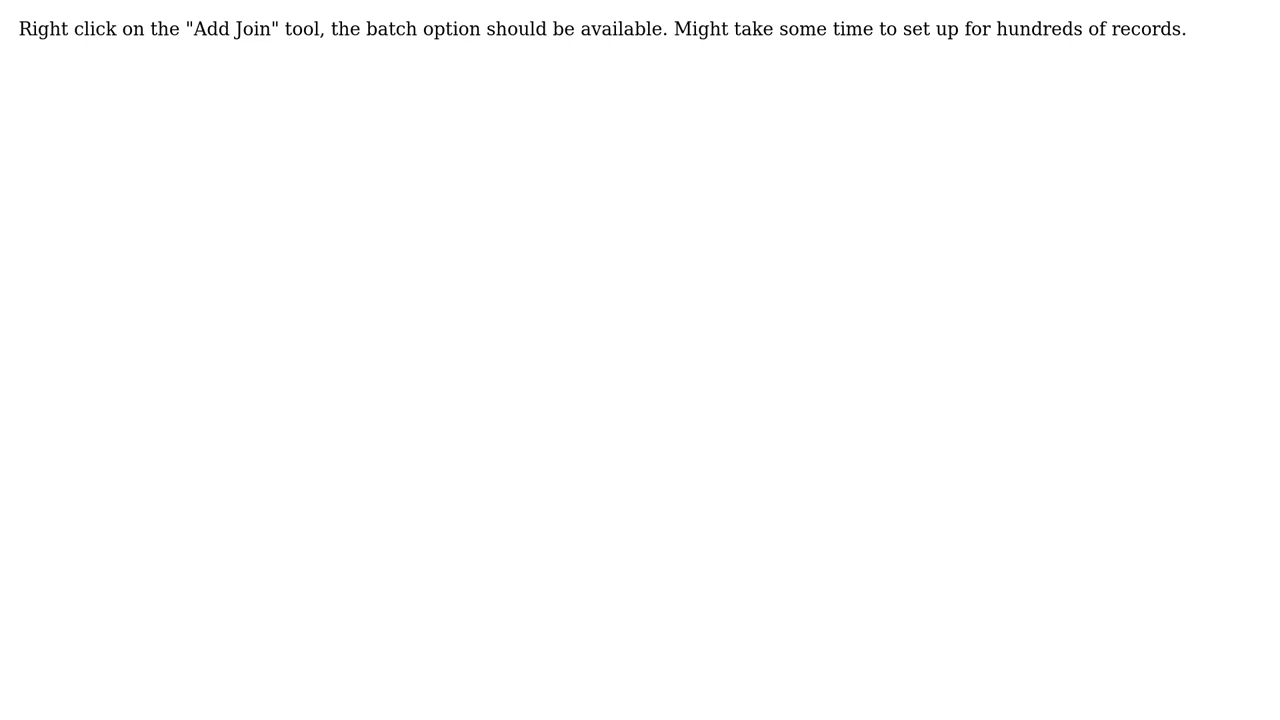 Right click on the "Add Join" tool, the batch option should be available. Might take some time to set up for hundreds of records.